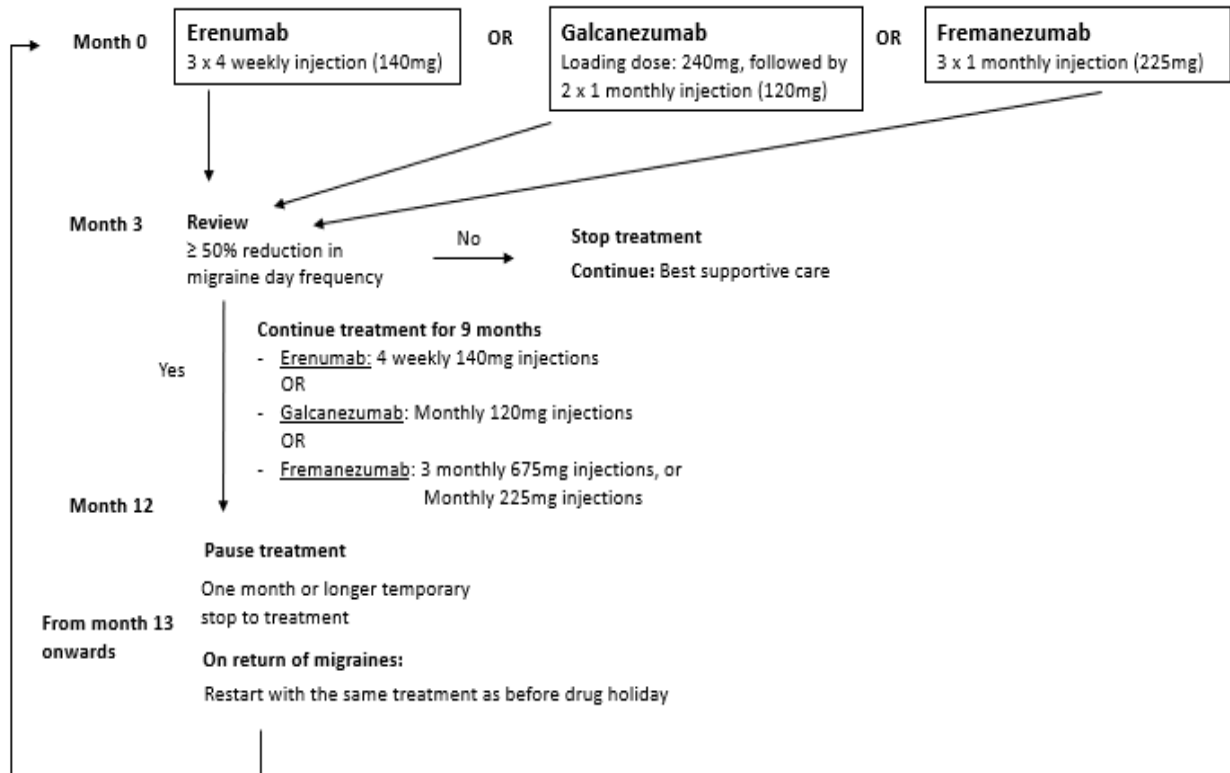 Month 0
Erenumab
3 x 4 weekly injection (140mg)
OR
Galcanezumab
Loading dose: 240mg, followed by
2 x 1 monthly injection (120mg)
OR
Fremanezumab
3 x 1 monthly injection (225mg)
Month 3
Review
≥ 50% reduction in
migraine day frequency
No
Stop treatment
Continue: Best supportive care
Yes
Continue treatment for 9 months
- Erenumab: 4 weekly 140mg injections
OR
- Galcanezumab: Monthly 120mg injections
OR
- Fremanezumab: 3 monthly 675mg injections, or
Monthly 225mg injections
Month 12
Pause treatment
One month or longer temporary
stop to treatment
From month 13
onwards
On return of migraines:
Restart with the same treatment as before drug holiday